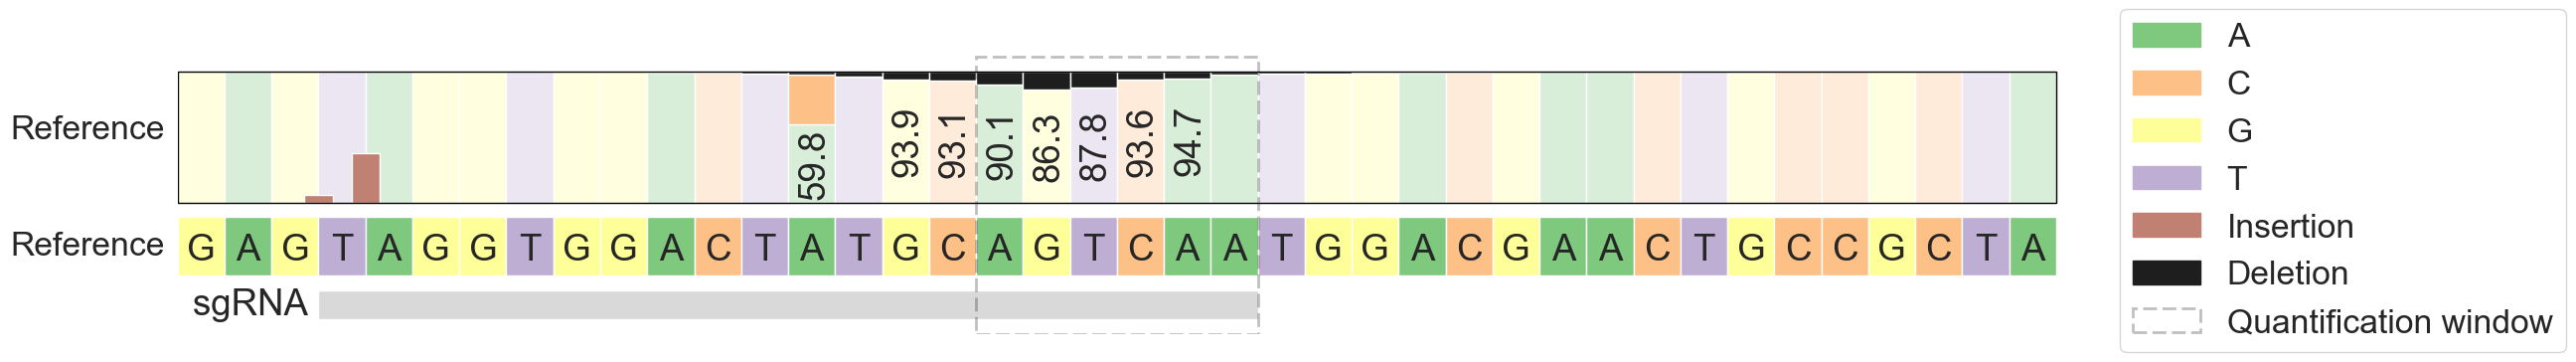 Reference
59.8 93.9 93.1 90.1 86.3 87.8 93.6 94.7
Reference G A G T A G G T G G A C T A T G C A G T C A A T G G A C G A A C T G C C G C T A
sgRNA
A
C
G
T
Insertion
Deletion
Quantification window